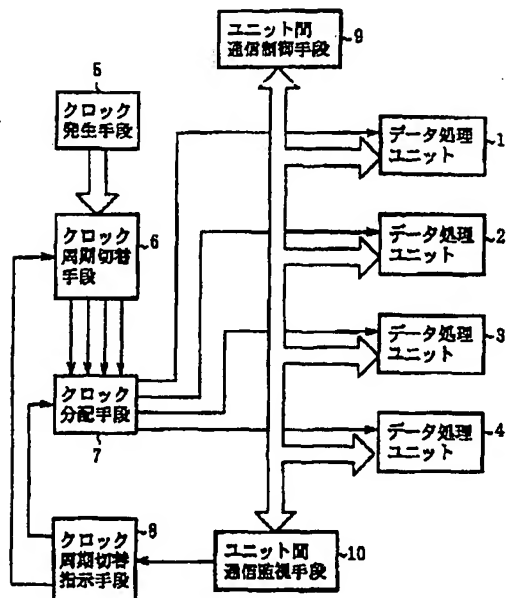 ユニット間
通信制御手段
9
5
クロック
発生手段
データ処理
ユニット
1
クロック
周期切替
手段
6
データ処理
ユニット
2
データ処理
ユニット
3
クロック
分配手段
7
データ処理
ユニット
4
クロック
周期切替
指示手段
8
ユニット間
通信監視手段
10